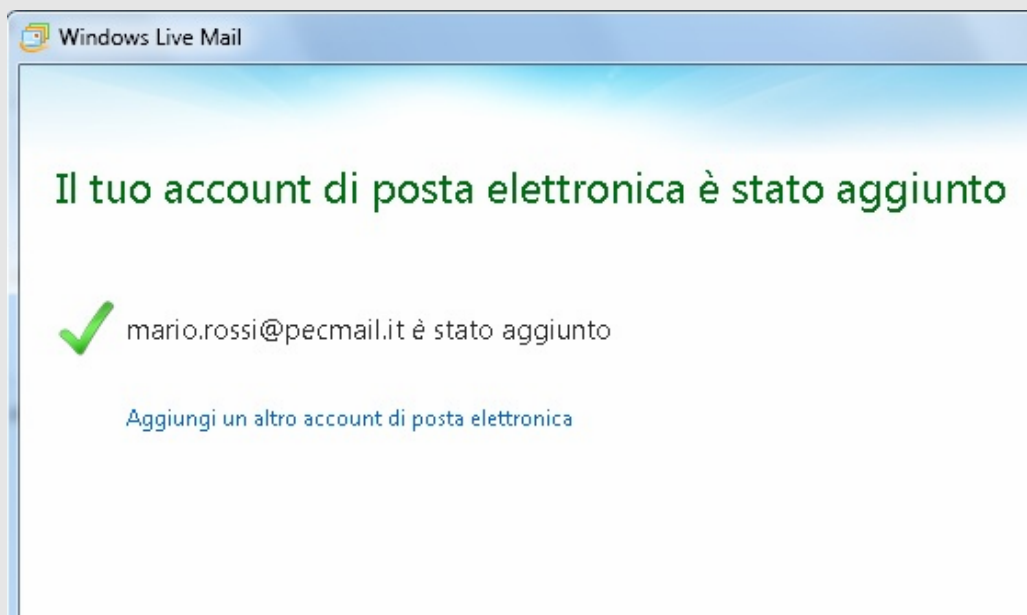 Windows Live Mail
Il tuo account di posta elettronica è stato aggiunto
mario.rossi@pecmail.it è stato aggiunto
Aggiungi un altro account di posta elettronica